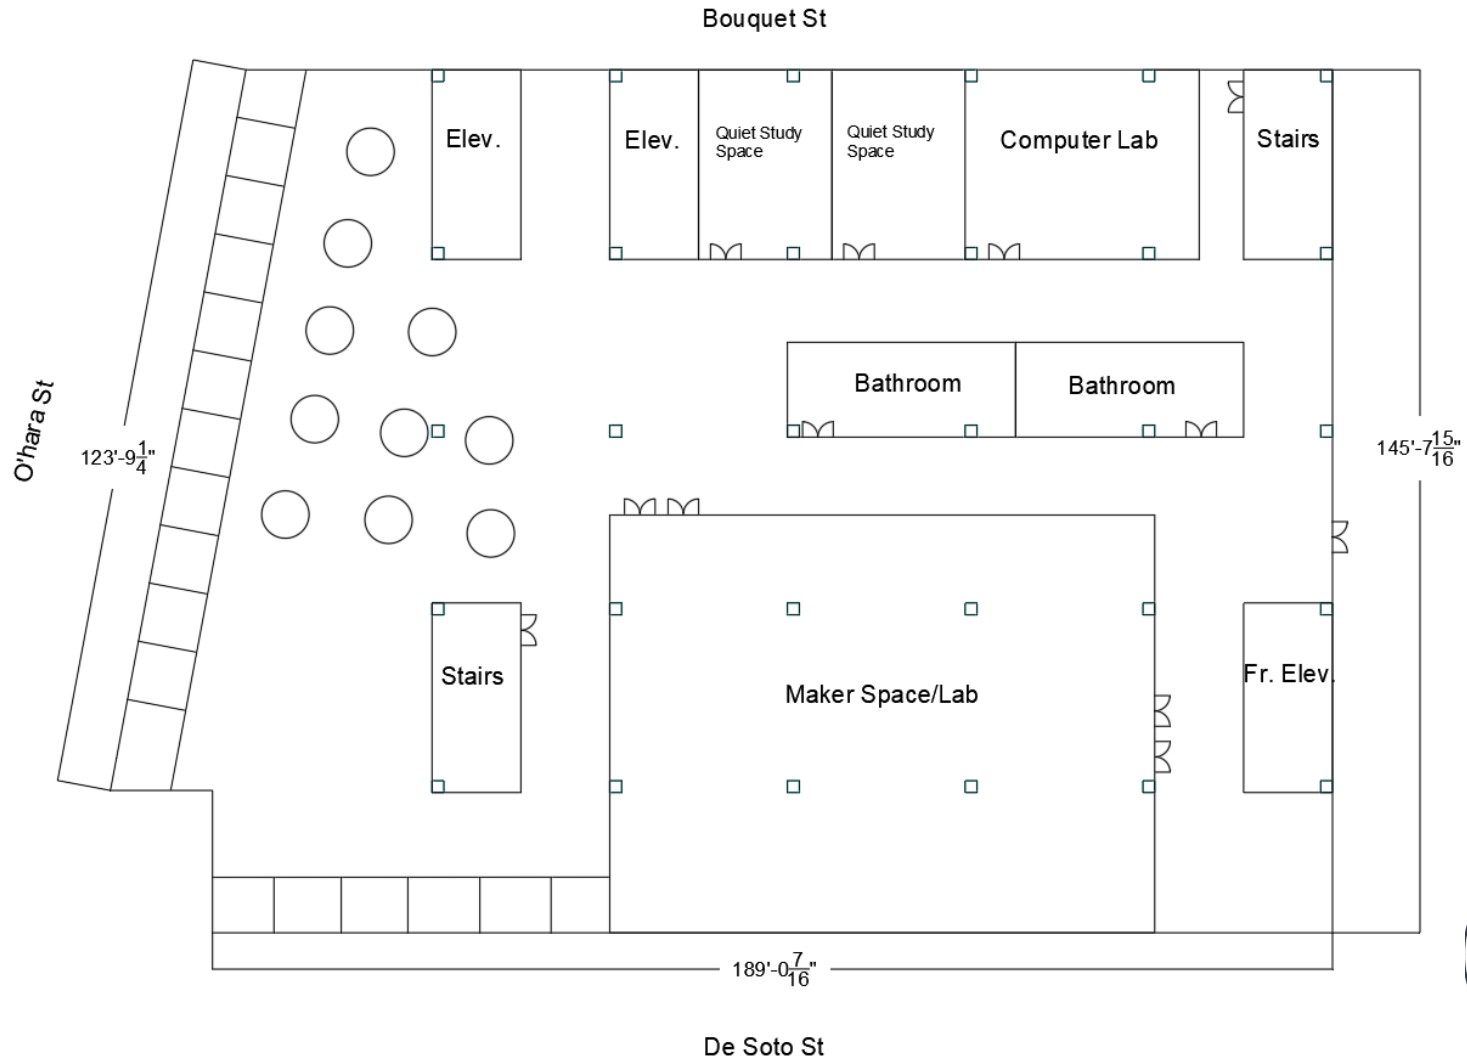 Bouquet St
Elev.
Elev.
Quiet Study
Space
Quiet Study
Space
Computer Lab
Stairs
Bathroom
Bathroom
O'hara St
123'-9 1/4"
145'-7 15/16"
Stairs
Maker Space/Lab
Fr. Elev.
189'-0 7/16"
De Soto St